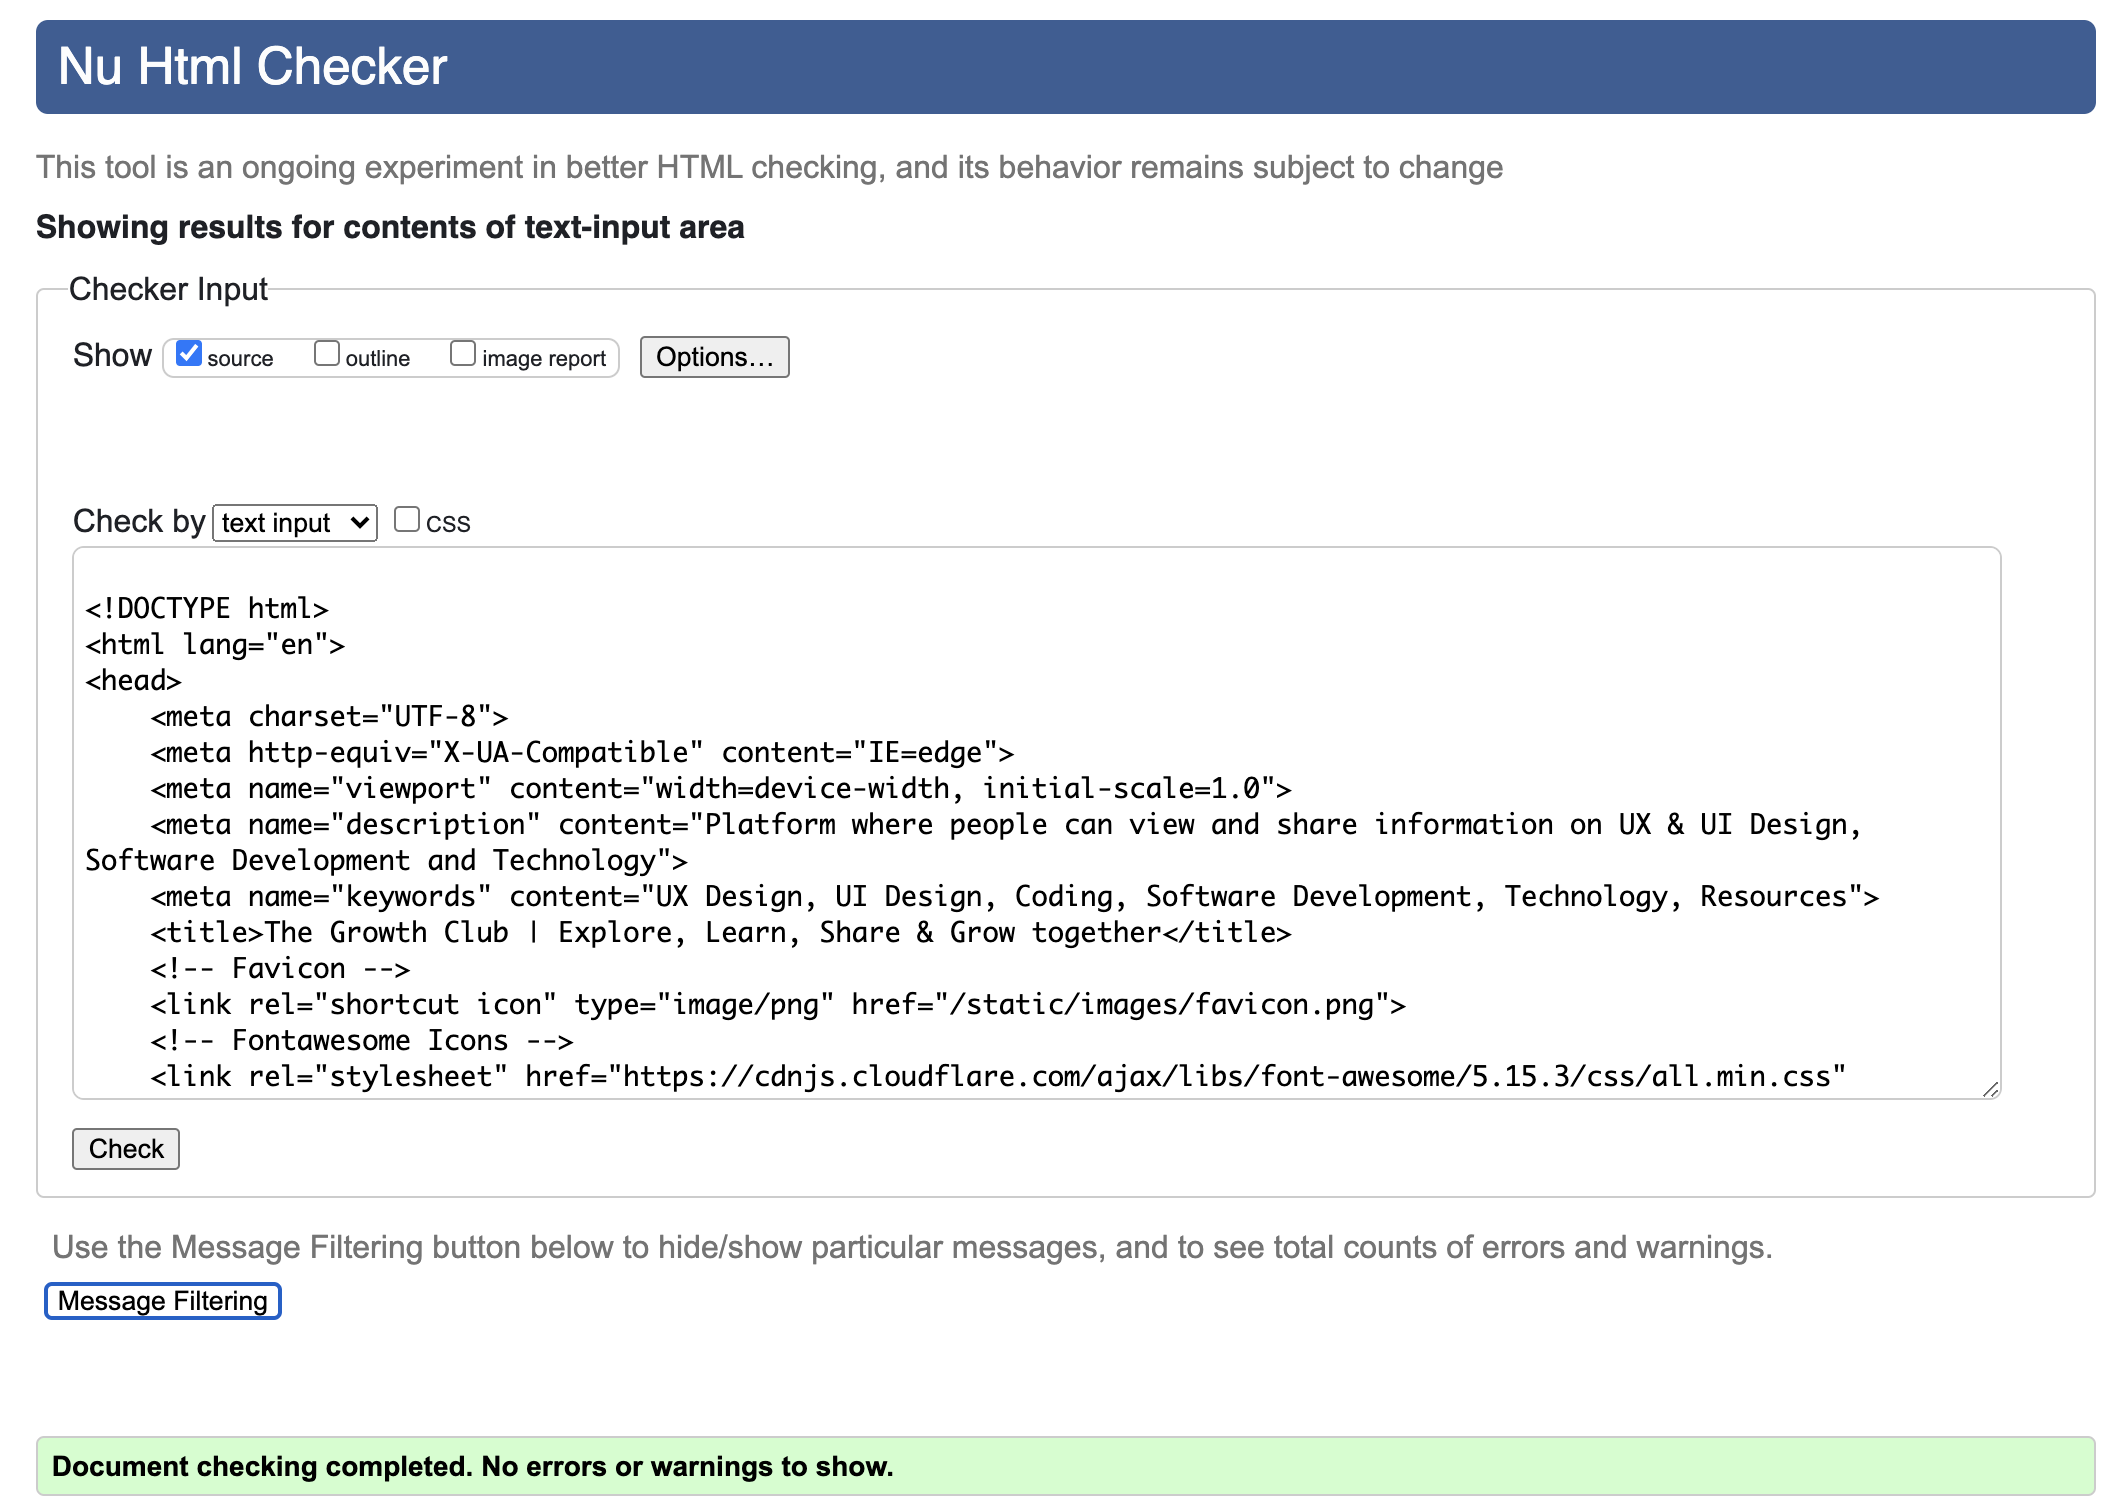 Nu Html Checker
This tool is an ongoing experiment in better HTML checking, and its behavior remains subject to change
Showing results for contents of text-input area
Checker Input
Show source outline image report Options...
Check by text input CSS
<!DOCTYPE html>
<html lang="en">
<head>
    <meta charset="UTF-8">
    <meta http-equiv="X-UA-Compatible" content="IE=edge">
    <meta name="viewport" content="width=device-width, initial-scale=1.0">
    <meta name="description" content="Platform where people can view and share information on UX & UI Design,
Software Development and Technology">
    <meta name="keywords" content="UX Design, UI Design, Coding, Software Development, Technology, Resources">
    <title>The Growth Club | Explore, Learn, Share & Grow together</title>
    <!-- Favicon -->
    <link rel="shortcut icon" type="image/png" href="/static/images/favicon.png">
    <!-- Fontawesome Icons -->
    <link rel="stylesheet" href="https://cdnjs.cloudflare.com/ajax/libs/font-awesome/5.15.3/css/all.min.css"
Check
Use the Message Filtering button below to hide/show particular messages, and to see total counts of errors and warnings.
Message Filtering
Document checking completed. No errors or warnings to show.